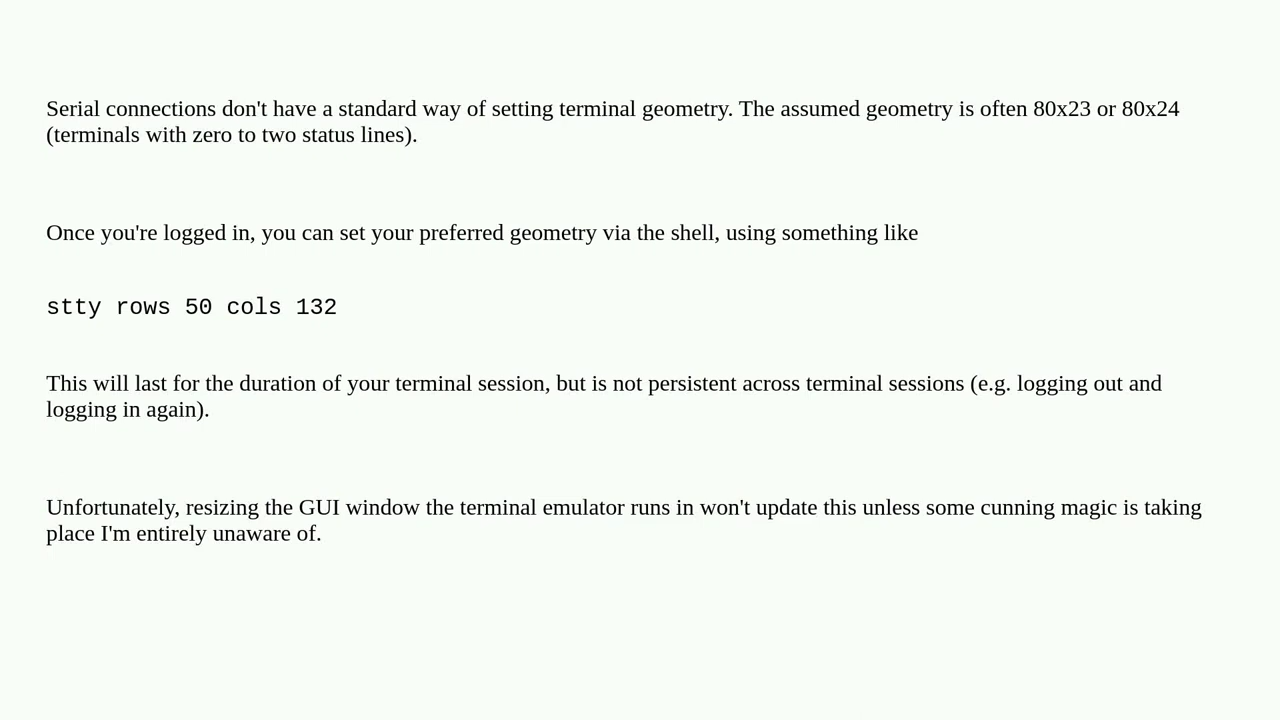 Serial connections don't have a standard way of setting terminal geometry. The assumed geometry is often 80x23 or 80x24
(terminals with zero to two status lines).
Once you're logged in, you can set your preferred geometry via the shell, using something like
stty rows 50 cols 132
This will last for the duration of your terminal session, but is not persistent across terminal sessions (e.g. logging out and
logging in again).
Unfortunately, resizing the GUI window the terminal emulator runs in won't update this unless some cunning magic is taking
place I'm entirely unaware of.